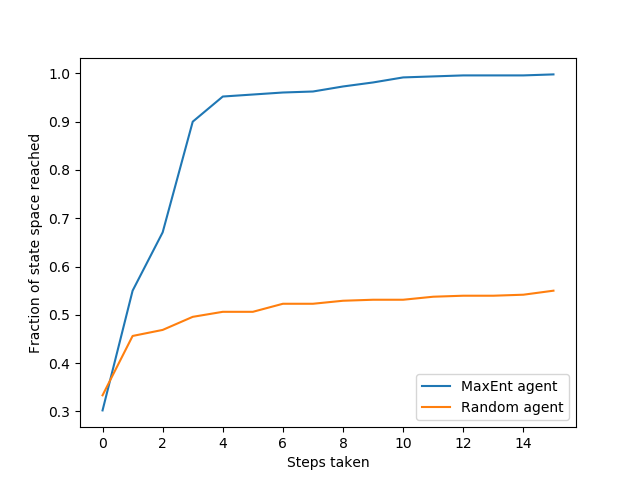 1.0
0.9
0.8
0.7
0.6
0.5
0.4
0.3
Fraction of state space reached
0 2 4 6 8 10 12 14
Steps taken
MaxEnt agent
Random agent